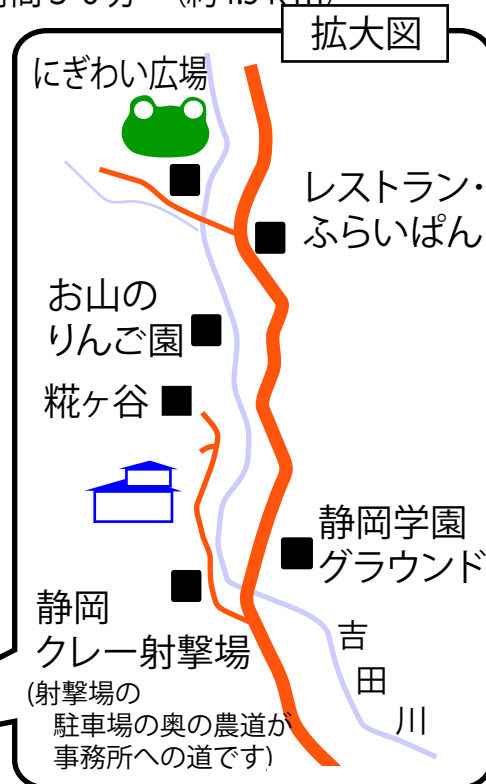 拡大図
にぎわい広場
レストラン・
ふらいぱん
お山の
りんご園
糀ヶ谷
静岡学園
グラウンド
静岡
クレー射撃場
(射撃場の
駐車場の奥の農道が
事務所への道です)
吉
田
川